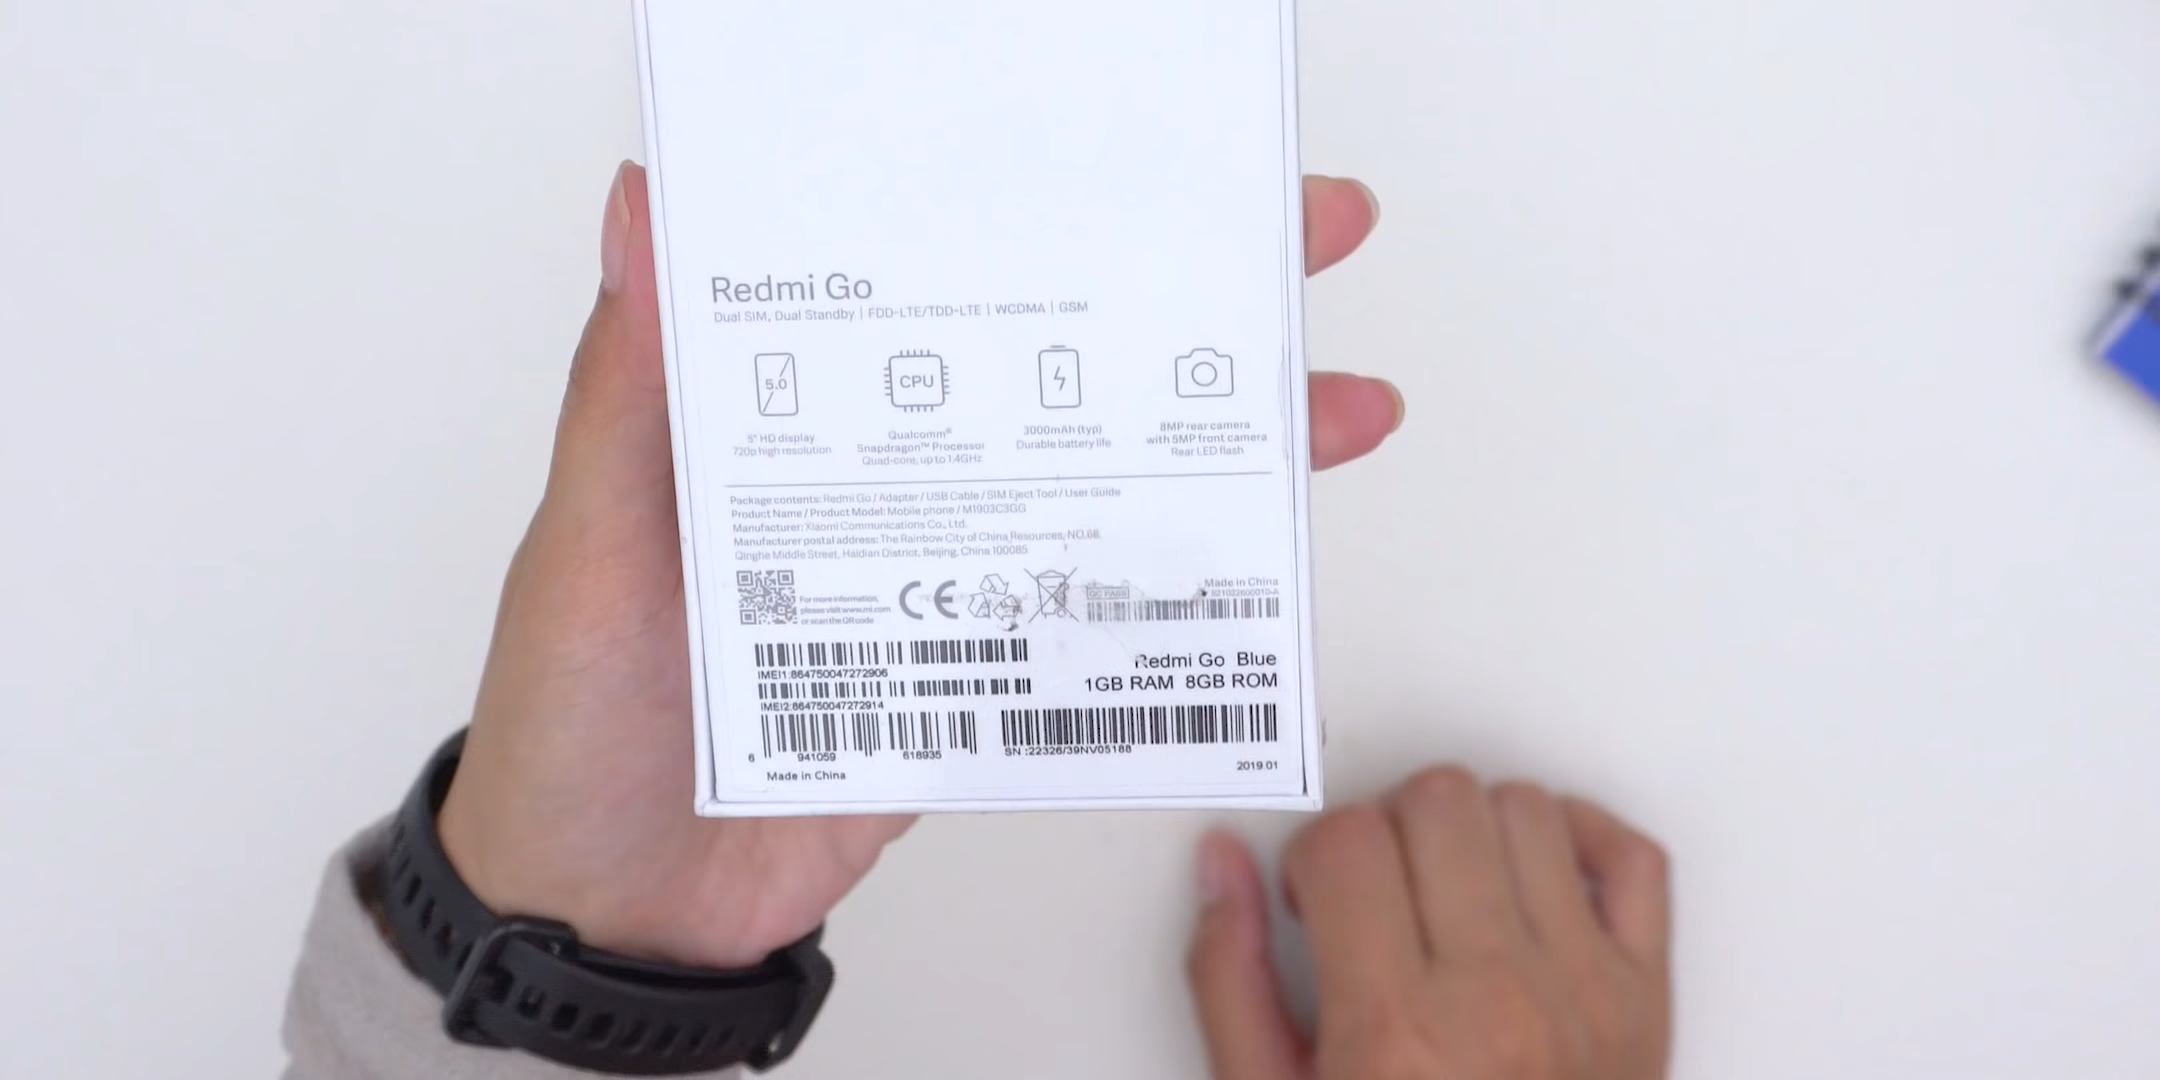 Redmi Go
Dual SIM, Dual Standby | FDD-LTE/TDD-LTE | WCDMA | GSM
5.0
CPU
5" HD display
720p high resolution
Qualcomm®
Snapdragon™ Processor
Quad-core, up to 1.4GHz
3000mAh (typ)
Durable battery life
8MP rear camera
with 5MP front camera
Rear LED flash
Package contents: Redmi Go / Adapter / USB Cable / SIM Eject Tool / User Guide
Product Name / Product Model: Mobile phone / M1903C3GG
Manufacturer: Xiaomi Communications Co., Ltd.
Manufacturer postal address: The Rainbow City of China Resources, NO.68,
Qinghe Middle Street, Haidian District, Beijing, China 100085
For more information,
please visit www.mi.com
or scan the QR code
CE
QC PASS
Made in China
IMEI1:864750047272906
IMEI2:864750047272914
Redmi Go Blue
1GB RAM 8GB ROM
6 941059 618935
SN :22326/39NV05188
Made in China
2019.01